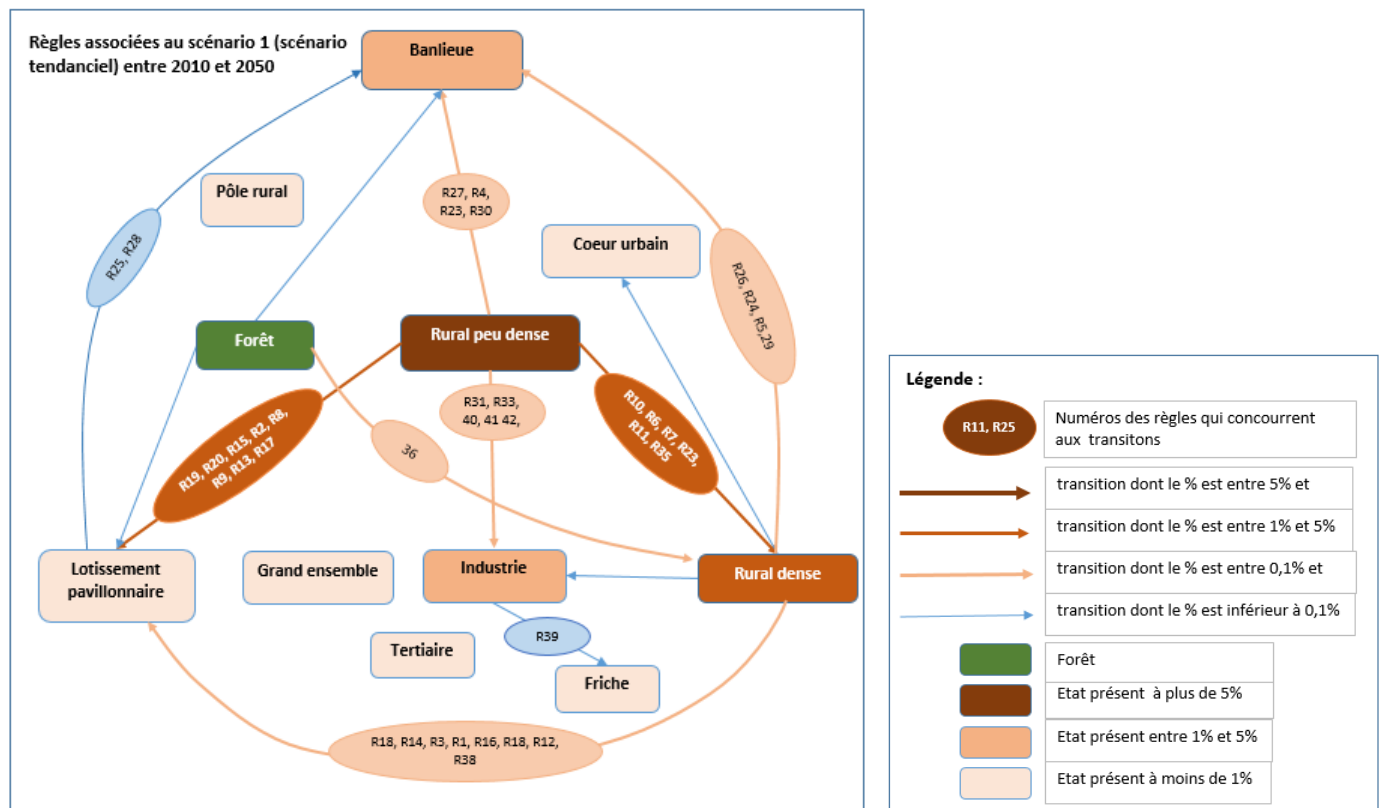 Règles associées au scénario 1 (scénario
tendanciel) entre 2010 et 2050
Banlieue
Pôle rural
R27, R4,
R23, R30
Coeur urbain
R25, R28
R26, R24, R5,29
Forêt
Rural peu dense
R31, R33,
40, 41 42,
R19, R20, R15, R2, R8,
R9, R13, R17
36
R10, R6, R7, R23,
R11, R35
Lotissement
pavillonnaire
Grand ensemble
Industrie
Rural dense
R39
Tertiaire
Friche
R18, R14, R3, R1, R16, R18, R12,
R38
Légende :
R11, R25
Numéros des règles qui concourrent
aux transitons
transition dont le % est entre 5% et
transition dont le % est entre 1% et 5%
transition dont le % est entre 0,1% et
transition dont le % est inférieur à 0,1%
Forêt
Etat présent à plus de 5%
Etat présent entre 1% et 5%
Etat présent à moins de 1%